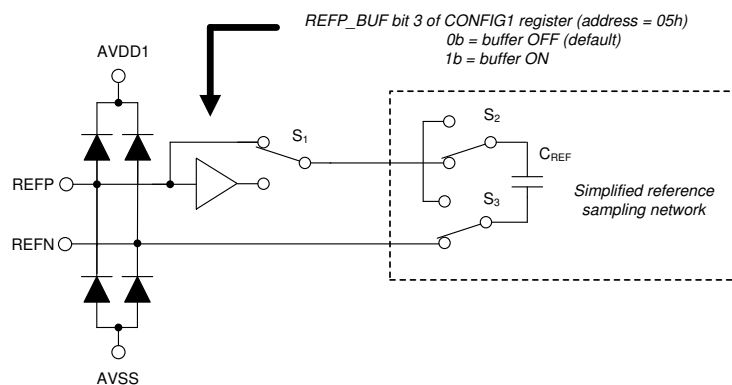 REFP_BUF bit 3 of CONFIG1 register (address = 05h)
0b = buffer OFF (default)
1b = buffer ON
AVDD1
S1
S2
CREF
REFP
S3
Simplified reference
sampling network
REFN
AVSS